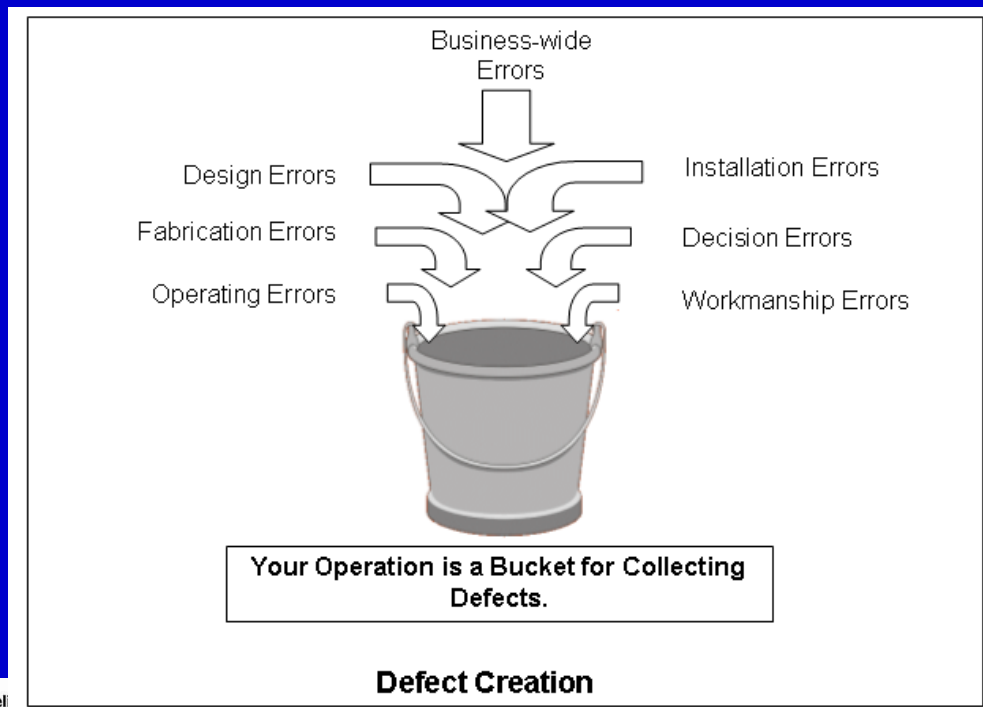 Business-wide
Errors
Design Errors
Installation Errors
Fabrication Errors
Decision Errors
Operating Errors
Workmanship Errors
Your Operation is a Bucket for Collecting
Defects.
Defect Creation